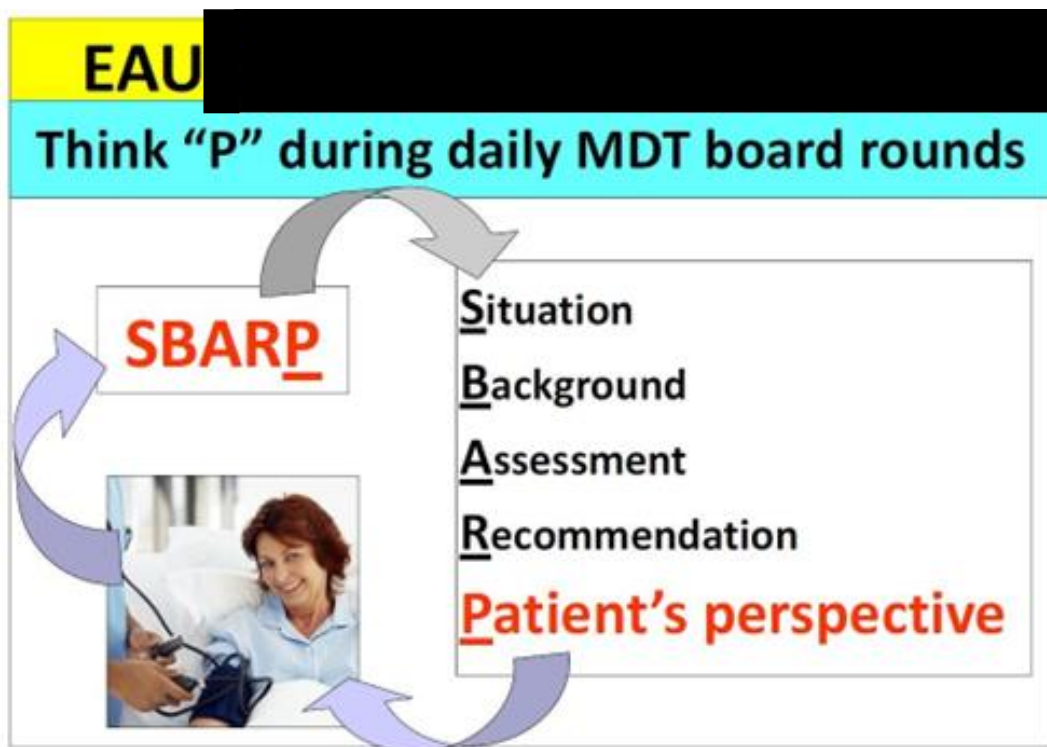 EAU
Think “P” during daily MDT board rounds
SBARP
Situation
Background
Assessment
Recommendation
Patient’s perspective